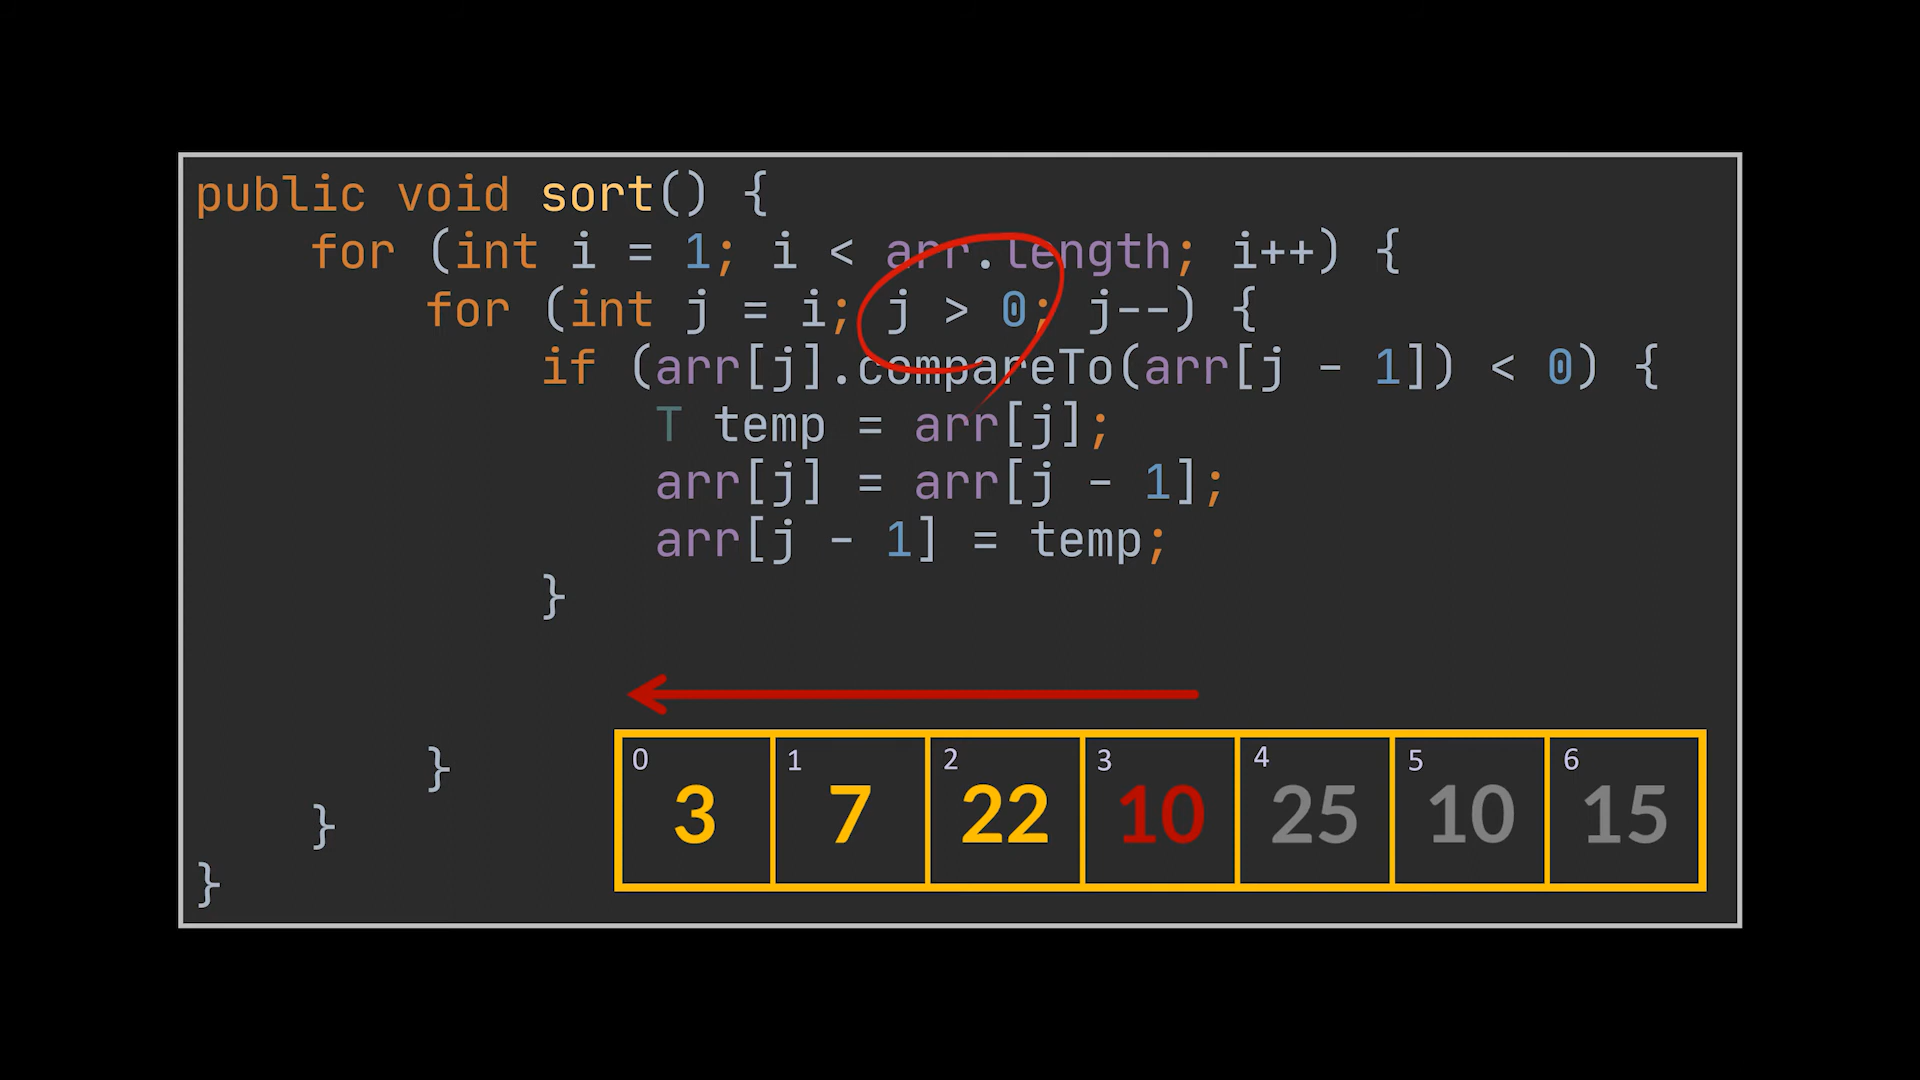 public void sort() {
for (int i = 1; i < arr.length; i++) {
for (int j = i; j > 0; j--) {
if (arr[j].compareTo(arr[j - 1]) < 0) {
T temp = arr[j];
arr[j] = arr[j - 1];
arr[j - 1] = temp;
}
}
}
}
0 1 2 3 4 5 6
3 7 22 10 25 10 15